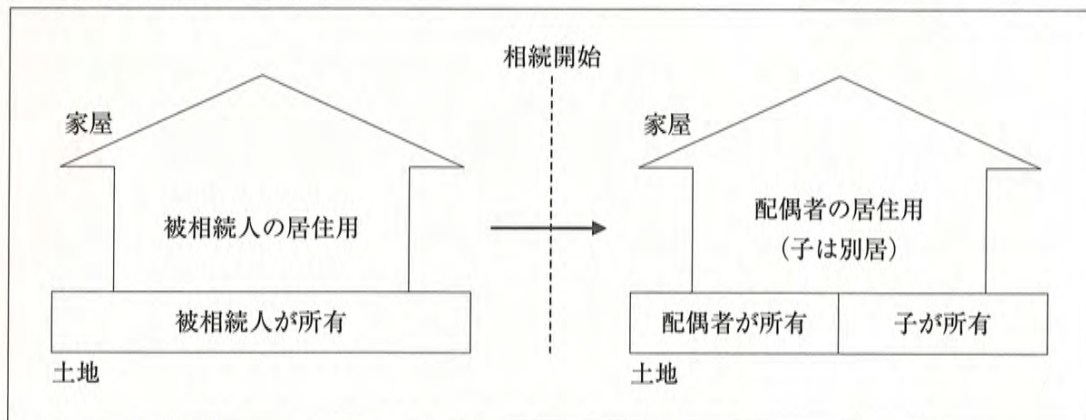 相続開始
家屋
被相続人の居住用
被相続人が所有
土地
家屋
配偶者の居住用
（子は別居）
配偶者が所有
子が所有
土地